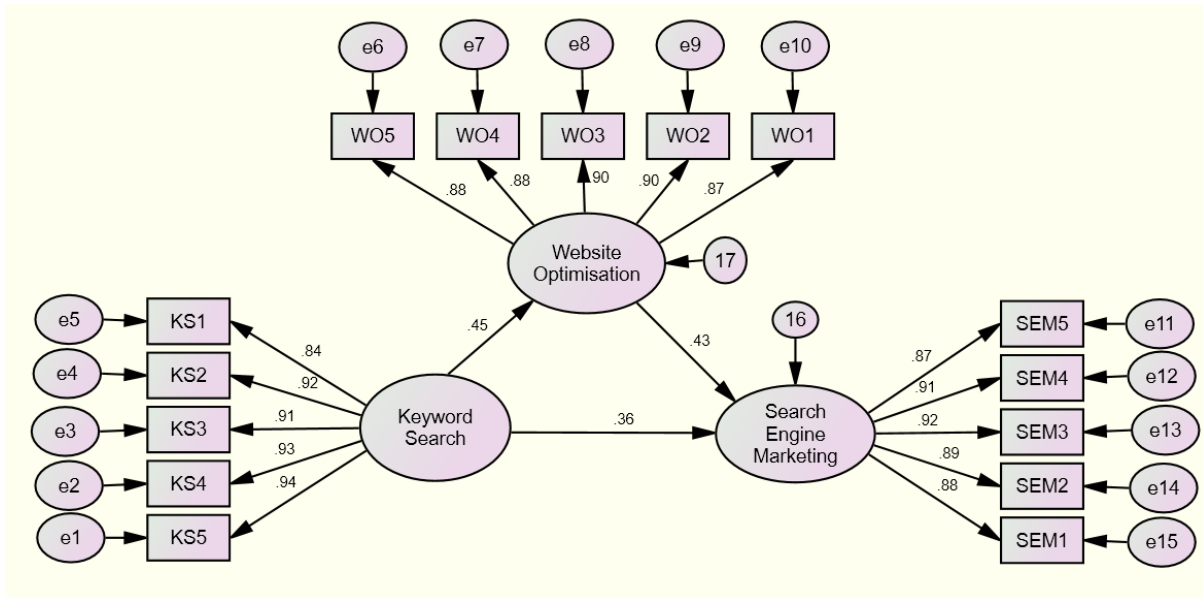 e6
e7
e8
e9
e10
WO5
WO4
WO3
WO2
WO1
.88
.88
.90
.90
.87
Website
Optimisation
17
e5
KS1
e4
KS2
e3
KS3
e2
KS4
e1
KS5
.84
.92
.91
.93
.94
Keyword
Search
.45
.43
.36
16
Search
Engine
Marketing
.87
.91
.92
.89
.88
SEM5
e11
SEM4
e12
SEM3
e13
SEM2
e14
SEM1
e15